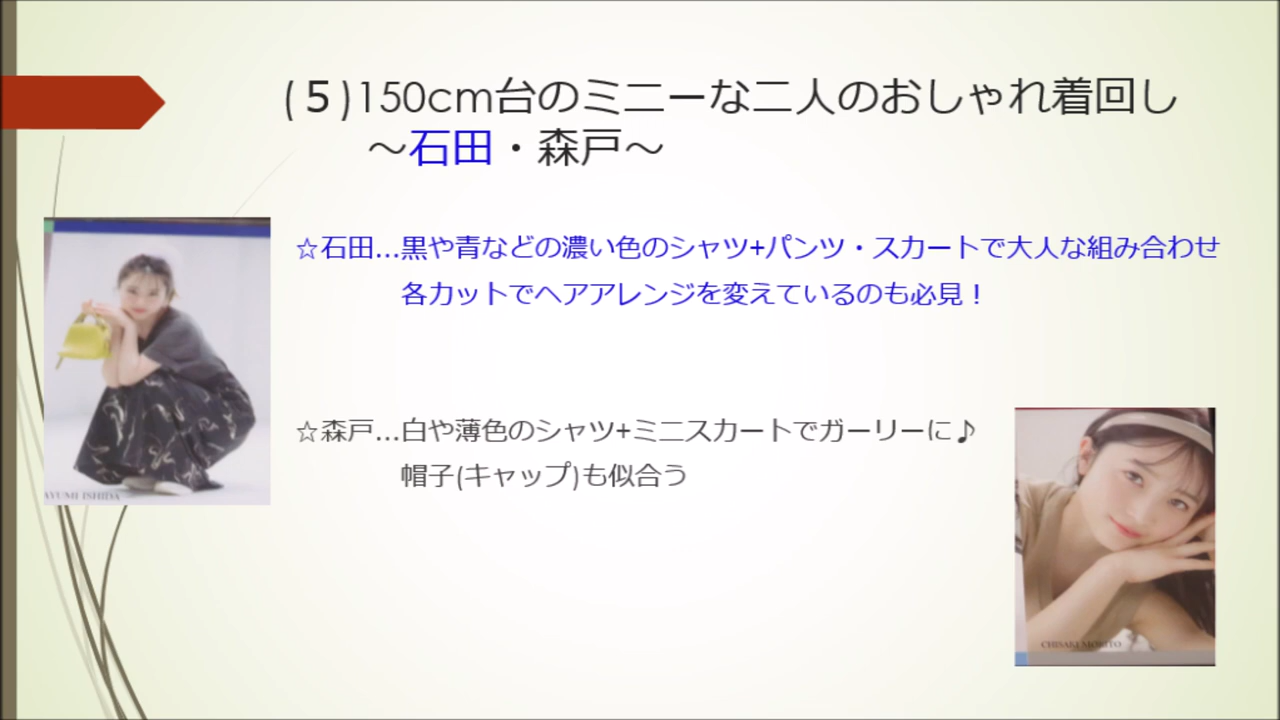 (５)150cm台のミニーな二人のおしゃれ着回し
～石田・森戸～
☆石田…黒や青などの濃い色のシャツ+パンツ・スカートで大人な組み合わせ
各カットでヘアアレンジを変えているのも必見！
AYUMI ISHIDA
☆森戸…白や薄色のシャツ+ミニスカートでガーリーに♪
帽子(キャップ)も似合う
CHISAKI MORITO